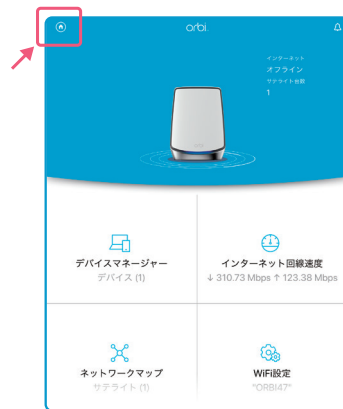 orbi
インターネット
オフライン
サテライト台数
1
デバイスマネージャー
デバイス (1)
インターネット回線速度
↓ 310.73 Mbps ↑ 123.38 Mbps
ネットワークマップ
サテライト (1)
WiFi設定
"ORBI47"